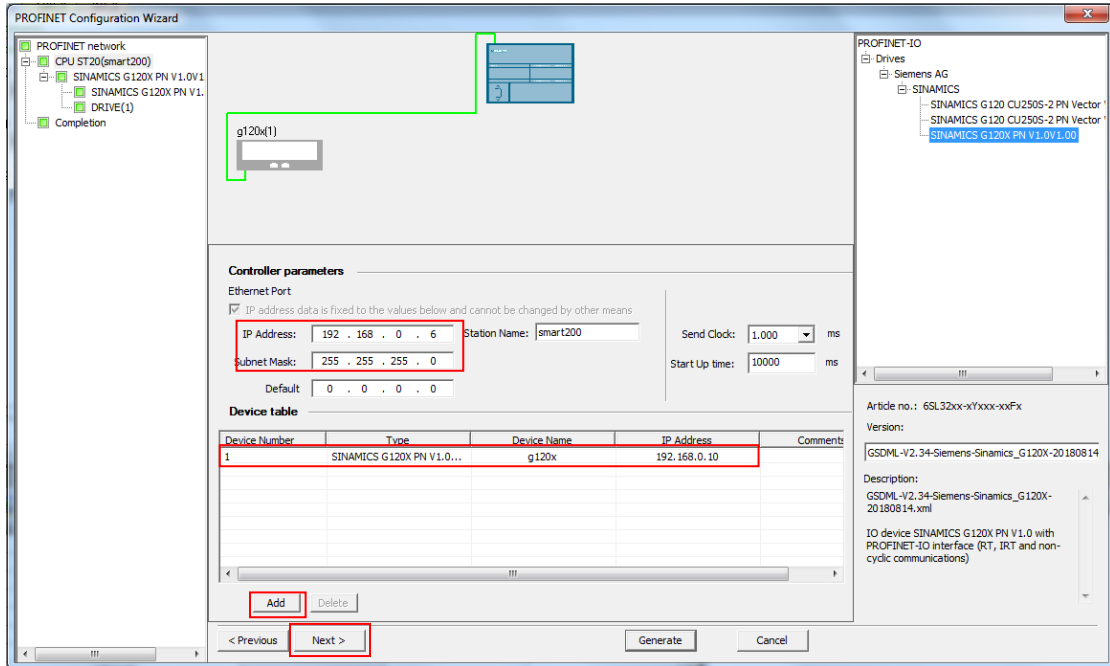 PROFINET Configuration Wizard
PROFINET network
CPU ST20(smart200)
SINAMICS G120X PN V1.0V1
SINAMICS G120X PN V1.
DRIVE(1)
Completion
g120x(1)
Controller parameters
Ethernet Port
IP address data is fixed to the values below and cannot be changed by other means
IP Address: 192 . 168 . 0 . 6 Station Name: smart200 Send Clock: 1.000 ms
Subnet Mask: 255 . 255 . 255 . 0 Start Up time: 10000 ms
Default 0 . 0 . 0 . 0
Device table
Device Number Type Device Name IP Address Comments
1 SINAMICS G120X PN V1.0... g120x 192.168.0.10
Add Delete
< Previous Next > Generate Cancel
PROFINET-IO
Drives
Siemens AG
SINAMICS
SINAMICS G120 CU250S-2 PN Vector
SINAMICS G120 CU250S-2 PN Vector
SINAMICS G120X PN V1.0V1.00
Article no.: 6SL32xx-xYxxx-xxFx
Version:
GSDML-V2.34-Siemens-Sinamics_G120X-20180814
Description:
GSDML-V2.34-Siemens-Sinamics_G120X-
20180814.xml
IO device SINAMICS G120X PN V1.0 with
PROFINET-IO interface (RT, IRT and non-
cyclic communications)